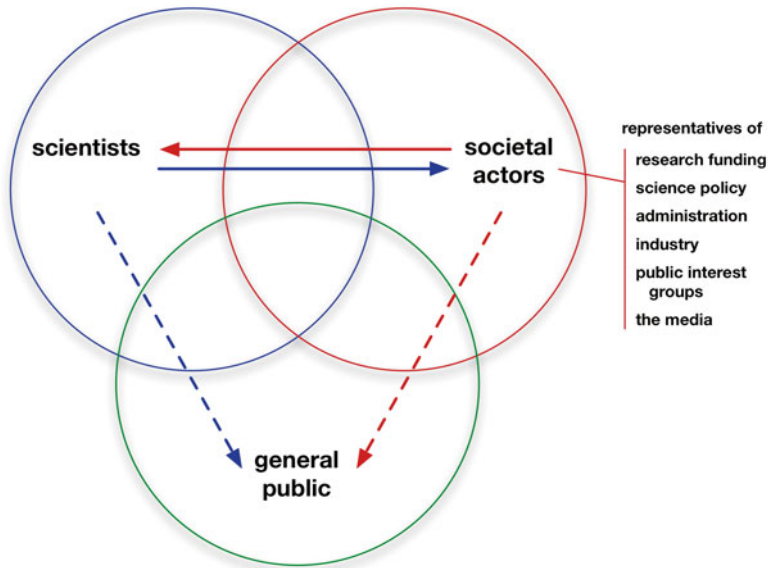 scientists
societal
actors
general
public
representatives of
research funding
science policy
administration
industry
public interest
groups
the media